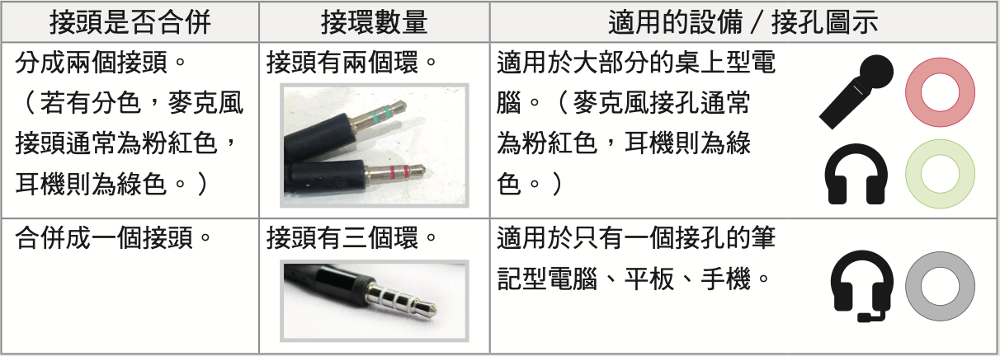 接頭是否合併
接環數量
適用的設備 / 接孔圖示
分成兩個接頭。
（若有分色，麥克風
接頭通常為粉紅色，
耳機則為綠色。）
接頭有兩個環。
適用於大部分的桌上型電
腦。（麥克風接孔通常
為粉紅色，耳機則為綠
色。）
合併成一個接頭。
接頭有三個環。
適用於只有一個接孔的筆
記型電腦、平板、手機。